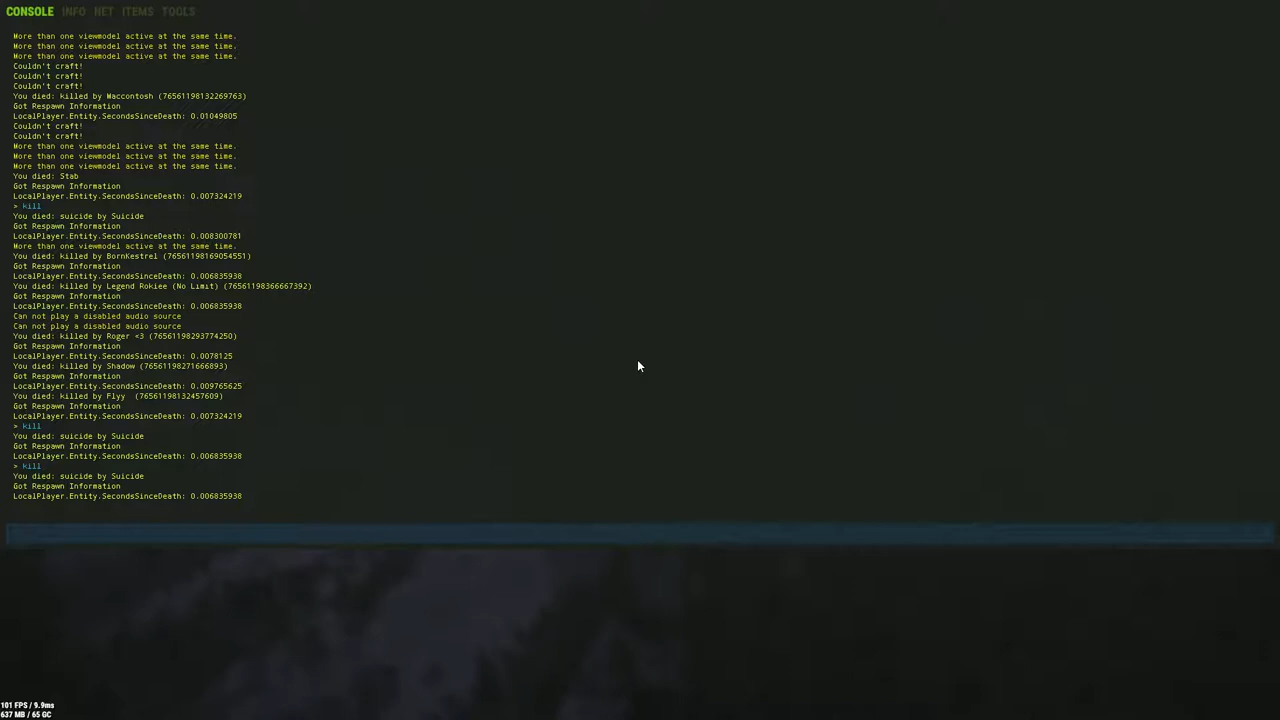 CONSOLE INFO NET ITEMS TOOLS
More than one viewmodel active at the same time.
More than one viewmodel active at the same time.
More than one viewmodel active at the same time.
Couldn't craft!
Couldn't craft!
Couldn't craft!
You died: killed by Maccontosh (76561198132269763)
Got Respawn Information
LocalPlayer.Entity.SecondsSinceDeath: 0.01049805
Couldn't craft!
Couldn't craft!
More than one viewmodel active at the same time.
More than one viewmodel active at the same time.
More than one viewmodel active at the same time.
You died: Stab
Got Respawn Information
LocalPlayer.Entity.SecondsSinceDeath: 0.007324219
> kill
You died: suicide by Suicide
Got Respawn Information
LocalPlayer.Entity.SecondsSinceDeath: 0.008300781
More than one viewmodel active at the same time.
You died: killed by BornKestrel (76561198169054551)
Got Respawn Information
LocalPlayer.Entity.SecondsSinceDeath: 0.006835938
You died: killed by Legend Rokiee (No Limit) (76561198366667392)
Got Respawn Information
LocalPlayer.Entity.SecondsSinceDeath: 0.006835938
Can not play a disabled audio source
Can not play a disabled audio source
You died: killed by Roger <3 (76561198293774250)
Got Respawn Information
LocalPlayer.Entity.SecondsSinceDeath: 0.0078125
You died: killed by Shadow (76561198271666893)
Got Respawn Information
LocalPlayer.Entity.SecondsSinceDeath: 0.009765625
You died: killed by Flyy  (76561198132457609)
Got Respawn Information
LocalPlayer.Entity.SecondsSinceDeath: 0.007324219
> kill
You died: suicide by Suicide
Got Respawn Information
LocalPlayer.Entity.SecondsSinceDeath: 0.006835938
> kill
You died: suicide by Suicide
Got Respawn Information
LocalPlayer.Entity.SecondsSinceDeath: 0.006835938
101 FPS / 9.9ms
637 MB / 65 GC